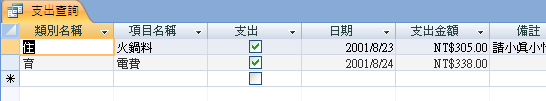 支出查詢
類別名稱 項目名稱 支出 日期 支出金額 備註
住 火鍋料 2001/8/23 NT$305.00 請小真小
育 電費 2001/8/24 NT$338.00